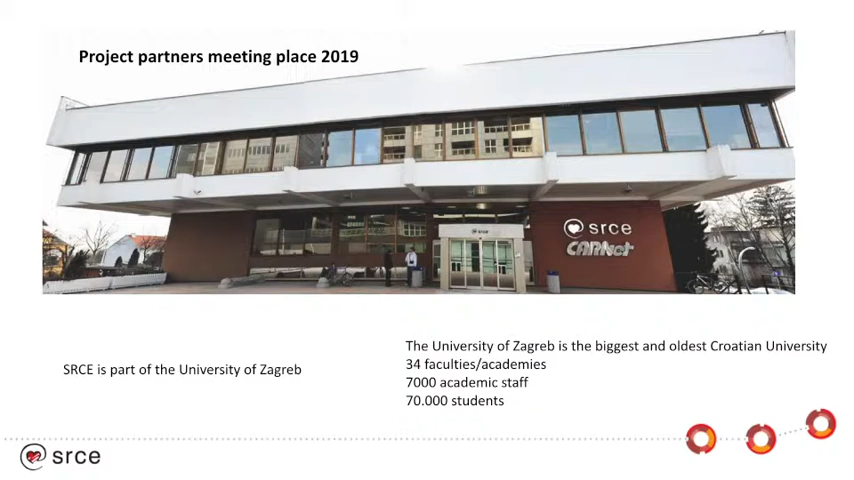 Project partners meeting place 2019
srce
srce
CARNet
SRCE is part of the University of Zagreb
The University of Zagreb is the biggest and oldest Croatian University
34 faculties/academies
7000 academic staff
70.000 students
srce